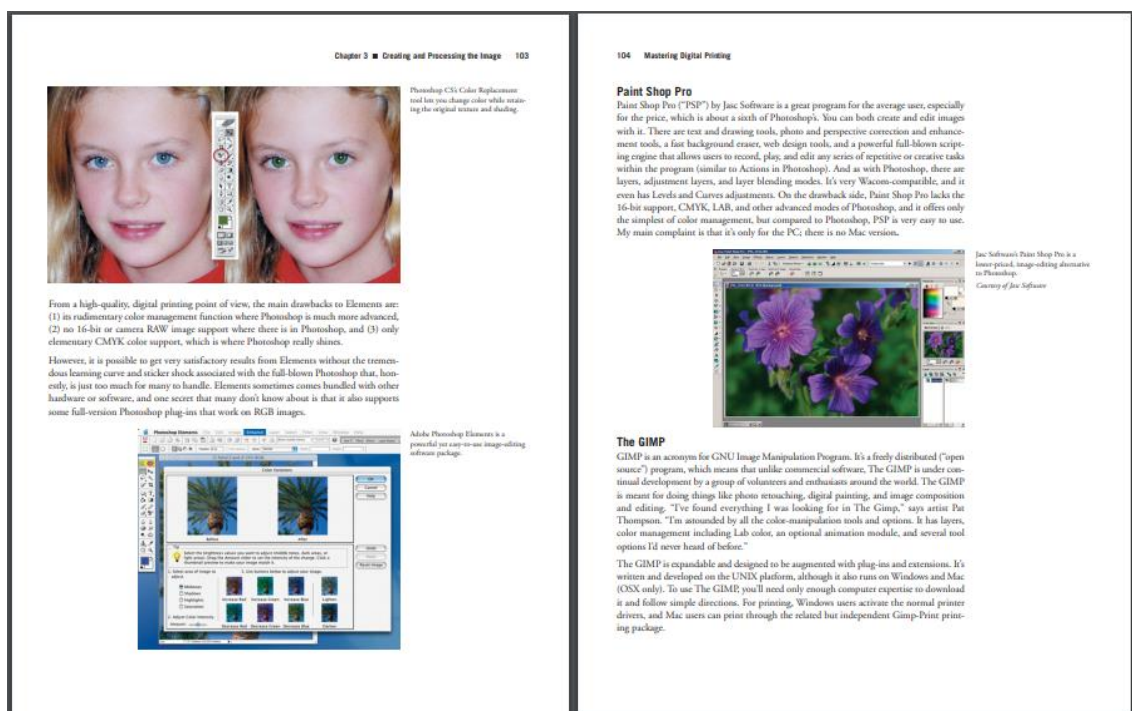 Chapter 3 ■ Creating and Processing the Image 103
Photoshop CS's Color Replacement
tool lets you change color while retain-
ing the original texture and shading.
From a high-quality, digital printing point of view, the main drawbacks to Elements are:
(1) its rudimentary color management function where Photoshop is much more advanced,
(2) no 16-bit or camera RAW image support where there is in Photoshop, and (3) only
elementary CMYK color support, which is where Photoshop really shines.
However, it is possible to get very satisfactory results from Elements without the tremen-
dous learning curve and sticker shock associated with the full-blown Photoshop that, hon-
estly, is just too much for many to handle. Elements sometimes comes bundled with other
hardware or software, and one secret that many don't know about is that it also supports
some full-version Photoshop plug-ins that work on RGB images.
Adobe Photoshop Elements is a
powerful yet easy-to-use image-editing
software package.
Photoshop Elements
Before
After
Increase Red Increase Green Increase Blue Lighten
Decrease Red Decrease Green Decrease Blue Darken
104 Mastering Digital Printing
Paint Shop Pro
Paint Shop Pro ("PSP") by Jasc Software is a great program for the average user, especially
for the price, which is about a sixth of Photoshop's. You can both create and edit images
with it. There are text and drawing tools, photo and perspective correction and enhance-
ment tools, a fast background eraser, web design tools, and a powerful full-blown script-
ing engine that allows users to record, play, and edit any series of repetitive or creative tasks
within the program (similar to Actions in Photoshop). And as with Photoshop, there are
layers, adjustment layers, and layer blending modes. It's very Wacom-compatible, and it
even has Levels and Curves adjustments. On the drawback side, Paint Shop Pro lacks the
16-bit support, CMYK, LAB, and other advanced modes of Photoshop, and it offers only
the simplest of color management, but compared to Photoshop, PSP is very easy to use.
My main complaint is that it's only for the PC; there is no Mac version.
Jasc Software's Paint Shop Pro is a
lower-priced, image-editing alternative
to Photoshop.
Courtesy of Jasc Software
The GIMP
GIMP is an acronym for GNU Image Manipulation Program. It's a freely distributed ("open
source") program, which means that unlike commercial software, The GIMP is under con-
tinual development by a group of volunteers and enthusiasts around the world. The GIMP
is meant for doing things like photo retouching, digital painting, and image composition
and editing. "I've found everything I was looking for in The Gimp," says artist Pat
Thompson. "I'm astounded by all the color-manipulation tools and options. It has layers,
color management including Lab color, an optional animation module, and several tool
options I'd never heard of before."
The GIMP is expandable and designed to be augmented with plug-ins and extensions. It's
written and developed on the UNIX platform, although it also runs on Windows and Mac
(OSX only). To use The GIMP, you'll need only enough computer expertise to download
it and follow simple directions. For printing, Windows users activate the normal printer
drivers, and Mac users can print through the related but independent Gimp-Print print-
ing package.